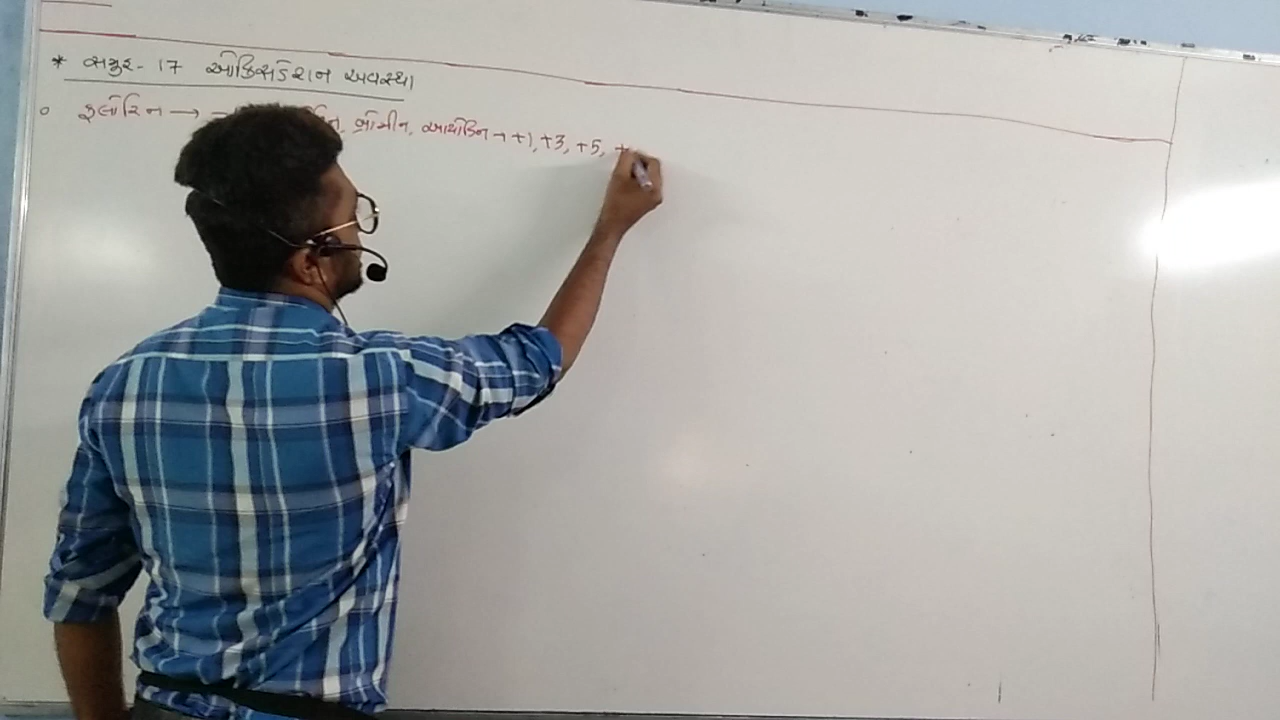 * સમુહ - 17 ઓક્સિડેશન અવસ્થા
ફ્લોરિન → બ્રોમીન, આયોડિન → +1, +3, +5, +